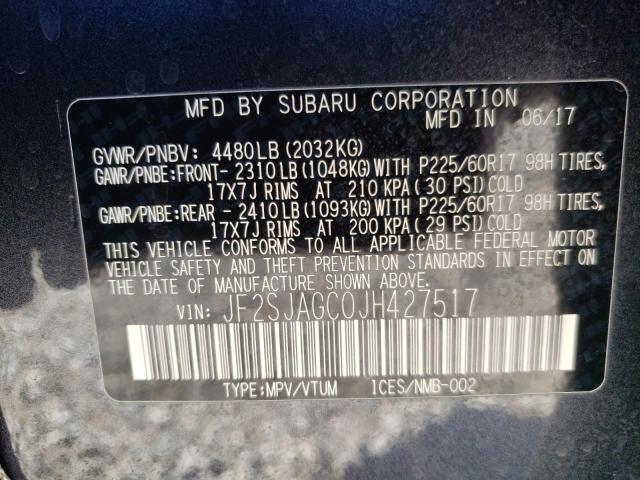 MFD BY SUBARU CORPORATION
MFD IN 06/17
GVWR/PNBV: 4480LB (2032KG)
GAWR/PNBE:FRONT- 2310LB (1048KG)WITH P225/60R17 98H TIRES,
17X7J RIMS AT 210 KPA (30 PSI) COLD
GAWR/PNBE:REAR - 2410LB (1093KG)WITH P225/60R17 98H TIRES,
17X7J RIMS AT 200 KPA (29 PSI) COLD
THIS VEHICLE CONFORMS TO ALL APPLICABLE FEDERAL MOTOR
VEHICLE SAFETY AND THEFT PREVENTION STANDARDS IN EFFECT ON
THE DATE OF MANUFACTURE SHOWN ABOVE.
VIN: JF2SJAGC0JH427517
TYPE:MPV/VTUM ICES/NMB-002